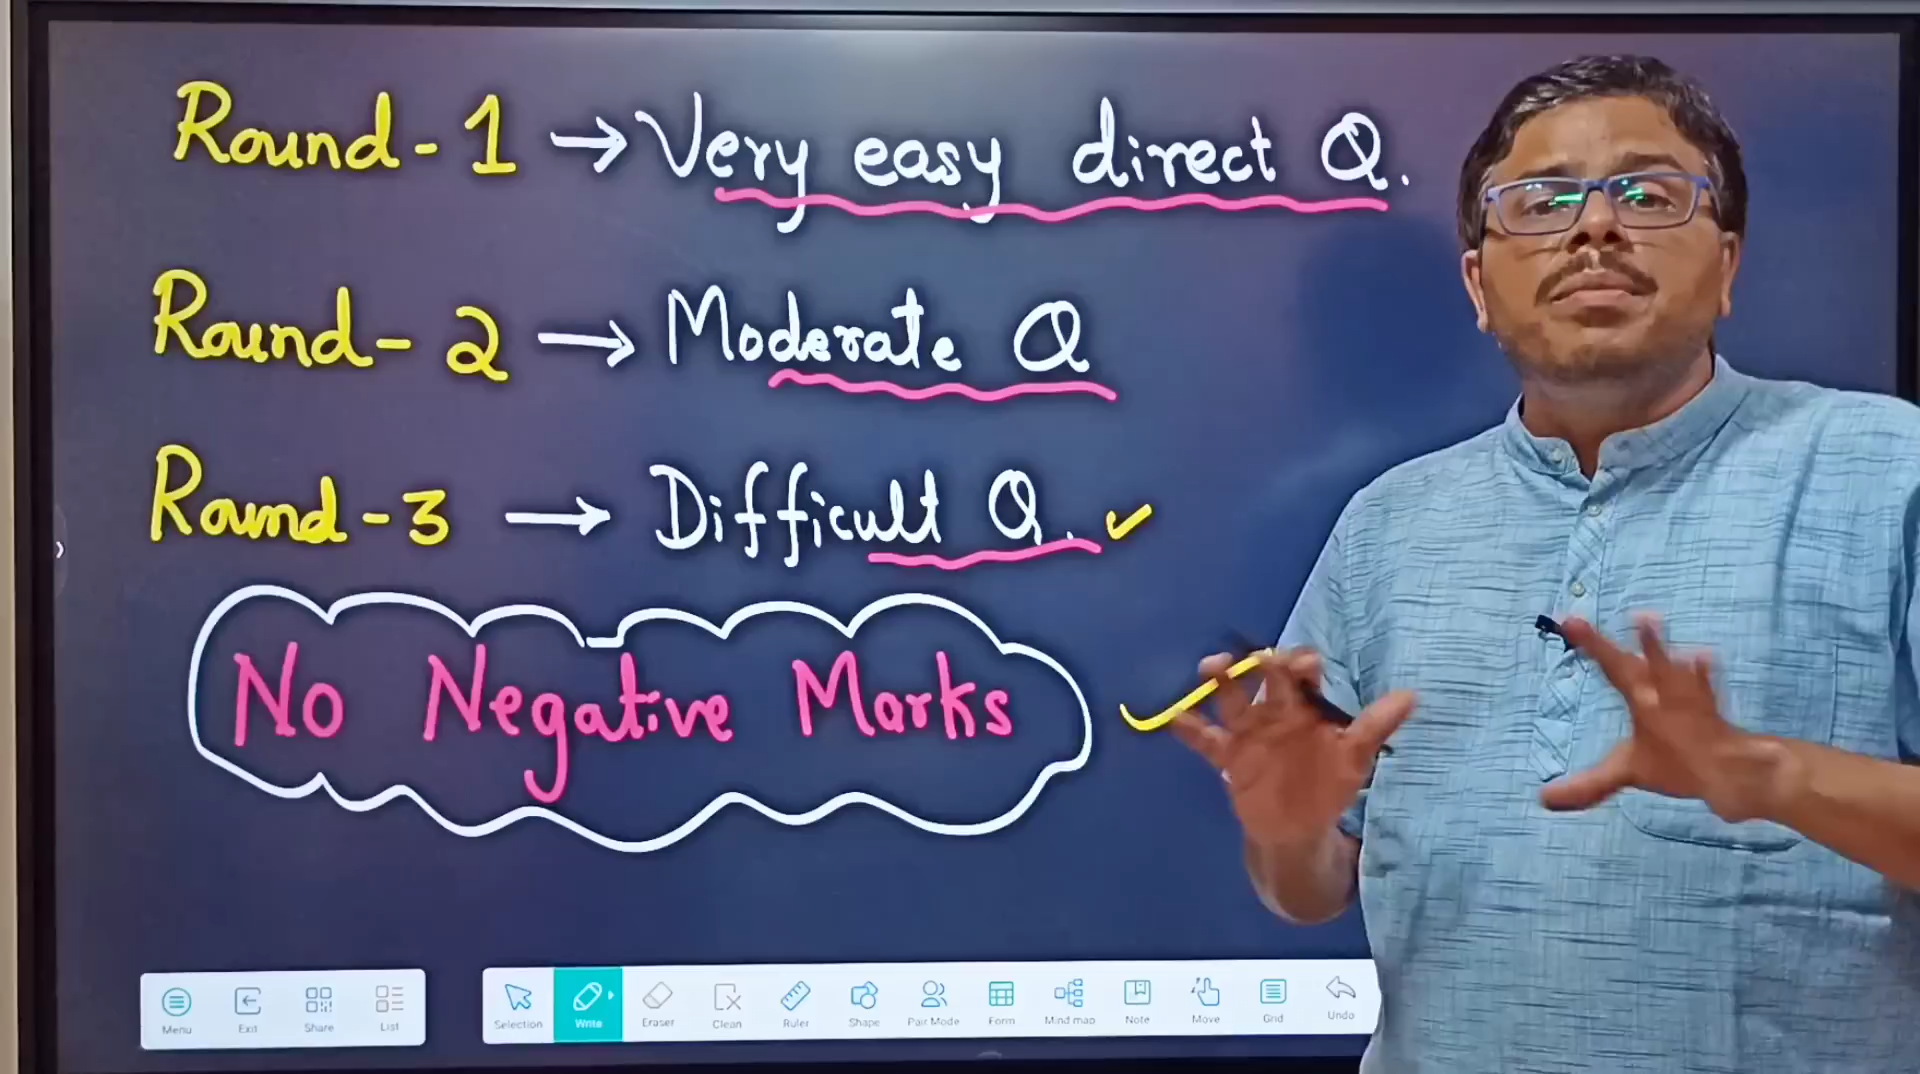 Round - 1 → Very easy direct Q.
Round - 2 → Moderate Q
Round - 3 → Difficult Q. ✓
No Negative Marks ✓
Menu Exit Share List Selection Write Eraser Clean Ruler Shape Pair Mode Form Mind map Note Move Grid Undo